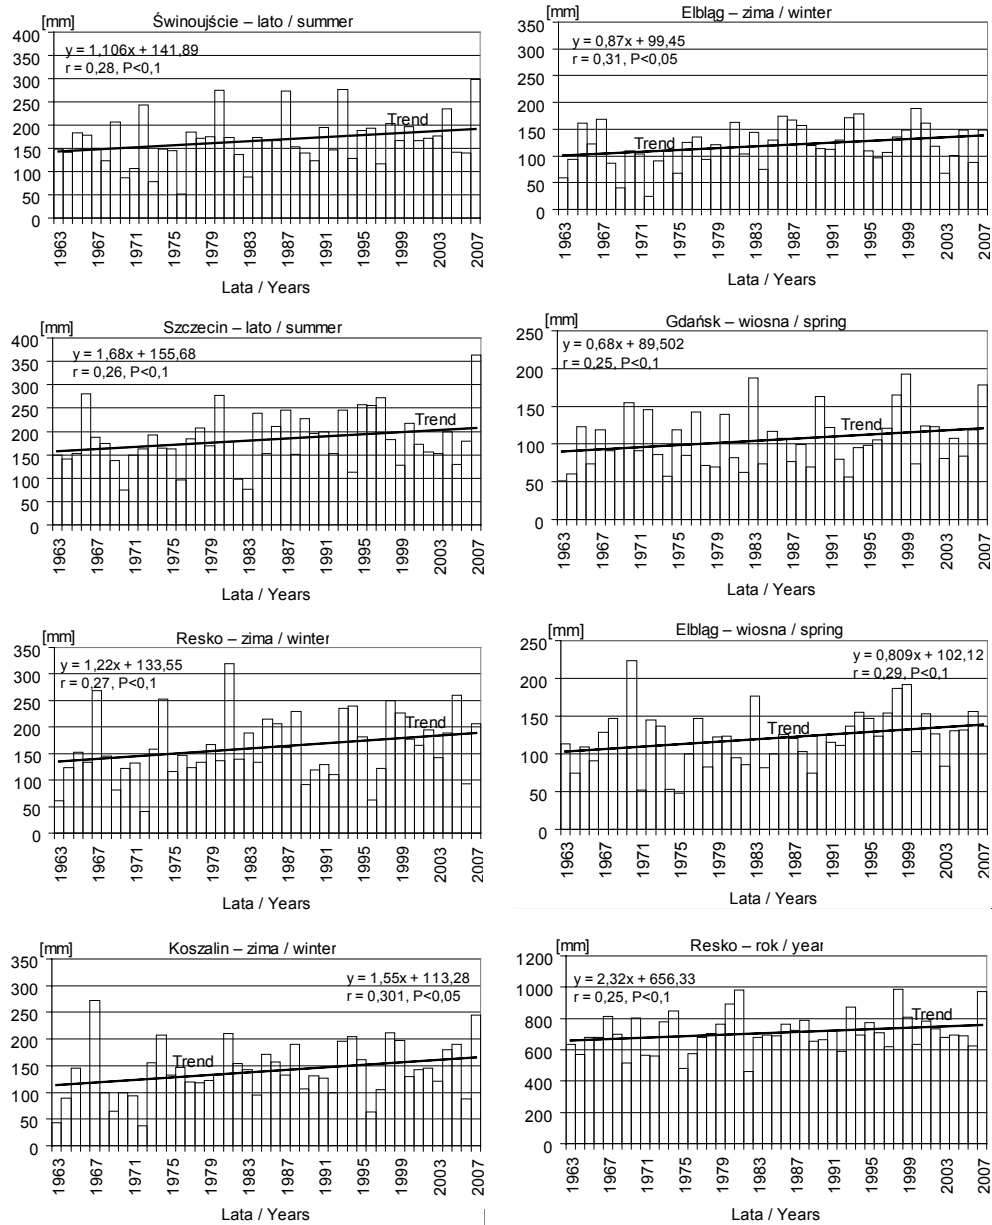 [mm]
Świnoujście – lato / summer
y = 1,106x + 141,89
r = 0,28, P<0,1
Trend
400
350
300
250
200
150
100
50
0
1963 1967 1971 1975 1979 1983 1987 1991 1995 1999 2003 2007
Lata / Years
[mm]
Elbląg – zima / winter
y = 0,87x + 99,45
r = 0,31, P<0,05
Trend
350
300
250
200
150
100
50
0
1963 1967 1971 1975 1979 1983 1987 1991 1995 1999 2003 2007
Lata / Years
[mm]
Szczecin – lato / summer
y = 1,68x + 155,68
r = 0,26, P<0,1
Trend
400
350
300
250
200
150
100
50
0
1963 1967 1971 1975 1979 1983 1987 1991 1995 1999 2003 2007
Lata / Years
[mm]
Gdańsk – wiosna / spring
y = 0,68x + 89,502
r = 0,25, P<0,1
Trend
250
200
150
100
50
0
1963 1967 1971 1975 1979 1983 1987 1991 1995 1999 2003 2007
Lata / Years
[mm]
Resko – zima / winter
y = 1,22x + 133,55
r = 0,27, P<0,1
Trend
350
300
250
200
150
100
50
0
1963 1967 1971 1975 1979 1983 1987 1991 1995 1999 2003 2007
Lata / Years
[mm]
Elbląg – wiosna / spring
y = 0,809x + 102,12
r = 0,29, P<0,1
Trend
250
200
150
100
50
0
1963 1967 1971 1975 1979 1983 1987 1991 1995 1999 2003 2007
Lata / Years
[mm]
Koszalin – zima / winter
y = 1,55x + 113,28
r = 0,301, P<0,05
Trend
350
300
250
200
150
100
50
0
1963 1967 1971 1975 1979 1983 1987 1991 1995 1999 2003 2007
Lata / Years
[mm]
Resko – rok / year
y = 2,32x + 656,33
r = 0,25, P<0,1
Trend
1200
1000
800
600
400
200
0
1963 1967 1971 1975 1979 1983 1987 1991 1995 1999 2003 2007
Lata / Years